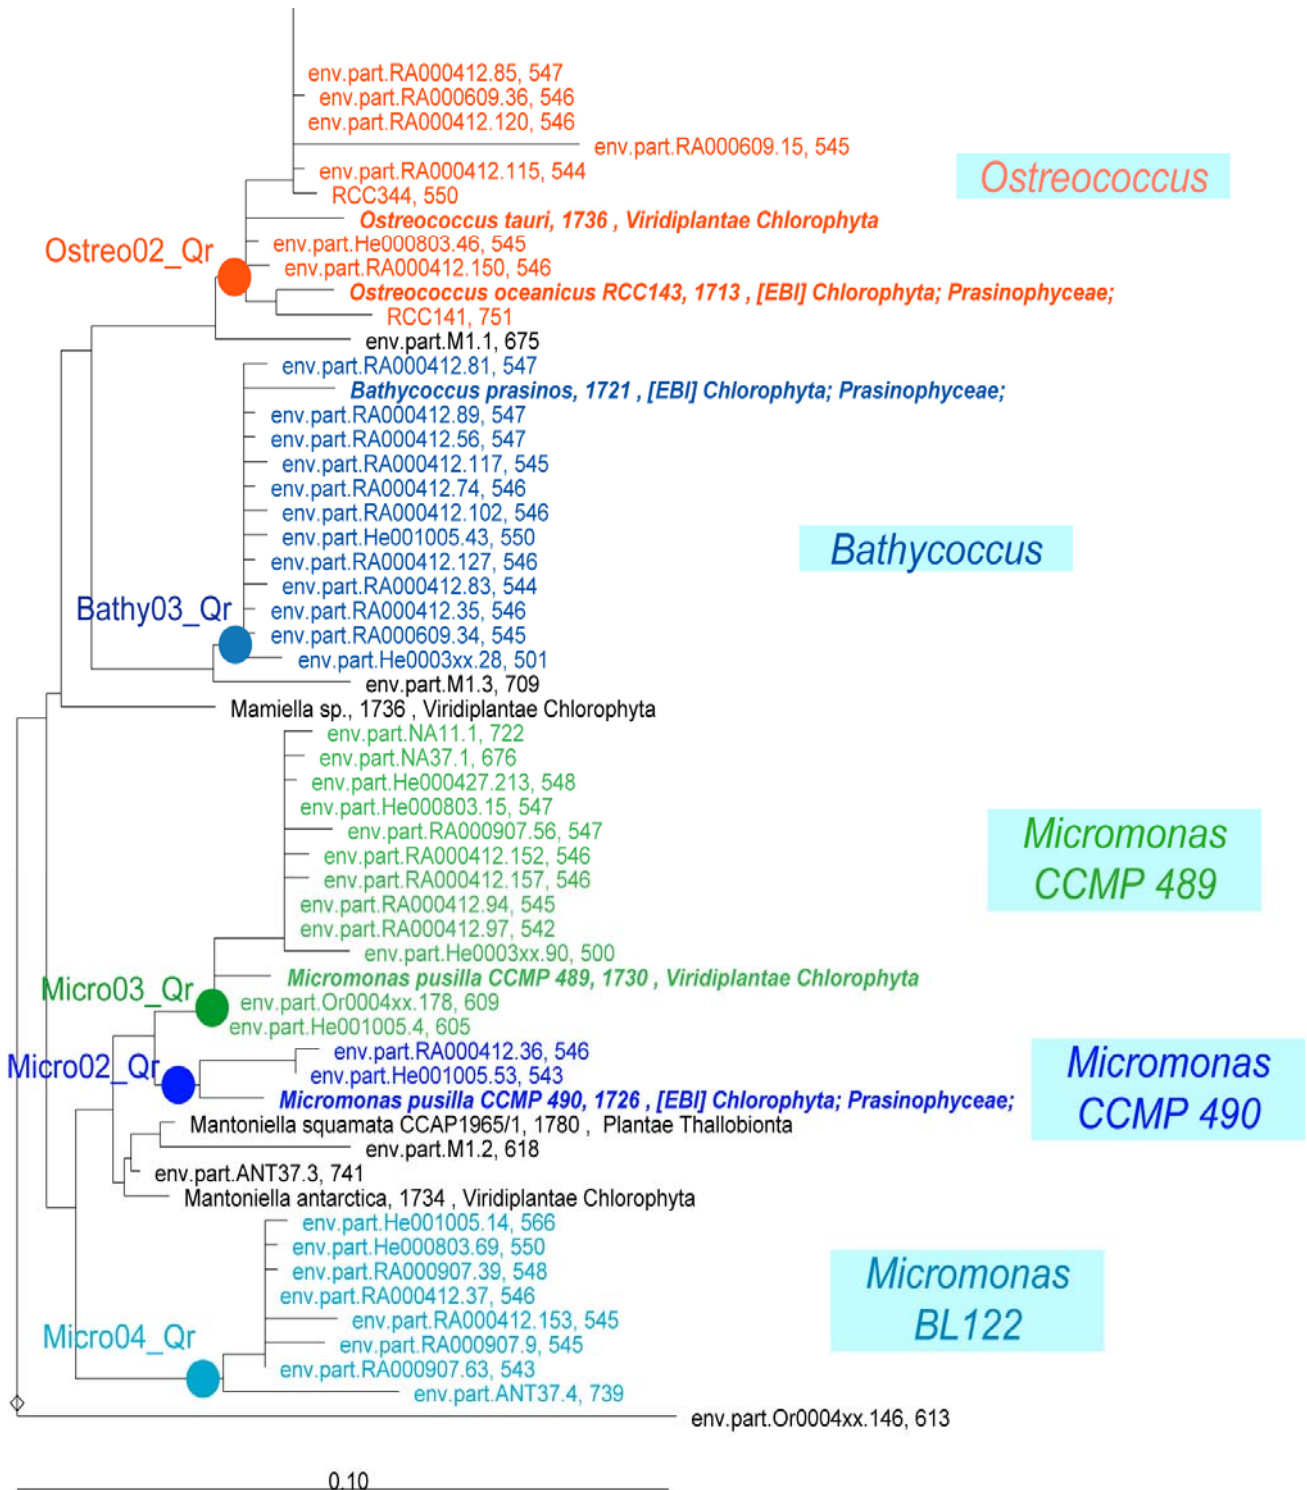 env.part.RA000412.85, 547
env.part.RA000609.36, 546
env.part.RA000412.120, 546
env.part.RA000609.15, 545
env.part.RA000412.115, 544
Ostreococcus
RCC344, 550
Ostreococcus tauri, 1736 , Viridiplantae Chlorophyta
env.part.He000803.46, 545
Ostreo02_Qr
env.part.RA000412.150, 546
Ostreococcus oceanicus RCC143, 1713 , [EBI] Chlorophyta; Prasinophyceae;
RCC141, 751
env.part.M1.1, 675
env.part.RA000412.81, 547
Bathycoccus prasinos, 1721 , [EBI] Chlorophyta; Prasinophyceae;
env.part.RA000412.89, 547
env.part.RA000412.56, 547
env.part.RA000412.117, 545
env.part.RA000412.74, 546
env.part.RA000412.102, 546
env.part.He001005.43, 550
Bathycoccus
env.part.RA000412.127, 546
env.part.RA000412.83, 544
Bathy03_Qr
env.part.RA000412.35, 546
env.part.RA000609.34, 545
env.part.He0003xx.28, 501
env.part.M1.3, 709
Mamiella sp., 1736 , Viridiplantae Chlorophyta
env.part.NA11.1, 722
env.part.NA37.1, 676
env.part.He000427.213, 548
env.part.He000803.15, 547
env.part.RA000907.56, 547
Micromonas
CCMP 489
env.part.RA000412.152, 546
env.part.RA000412.157, 546
env.part.RA000412.94, 545
env.part.RA000412.97, 542
env.part.He0003xx.90, 500
Micromonas pusilla CCMP 489, 1730 , Viridiplantae Chlorophyta
Micro03_Qr
env.part.Or0004xx.178, 609
env.part.He001005.4, 605
env.part.RA000412.36, 546
Micro02_Qr
env.part.He001005.53, 543
Micromonas
CCMP 490
Micromonas pusilla CCMP 490, 1726 , [EBI] Chlorophyta; Prasinophyceae;
Mantoniella squamata CCAP1965/1, 1780 , Plantae Thallobionta
env.part.M1.2, 618
env.part.ANT37.3, 741
Mantoniella antarctica, 1734 , Viridiplantae Chlorophyta
env.part.He001005.14, 566
env.part.He000803.69, 550
env.part.RA000907.39, 548
Micromonas
BL122
env.part.RA000412.37, 546
env.part.RA000412.153, 545
Micro04_Qr
env.part.RA000907.9, 545
env.part.RA000907.63, 543
env.part.ANT37.4, 739
env.part.Or0004xx.146, 613
0.10